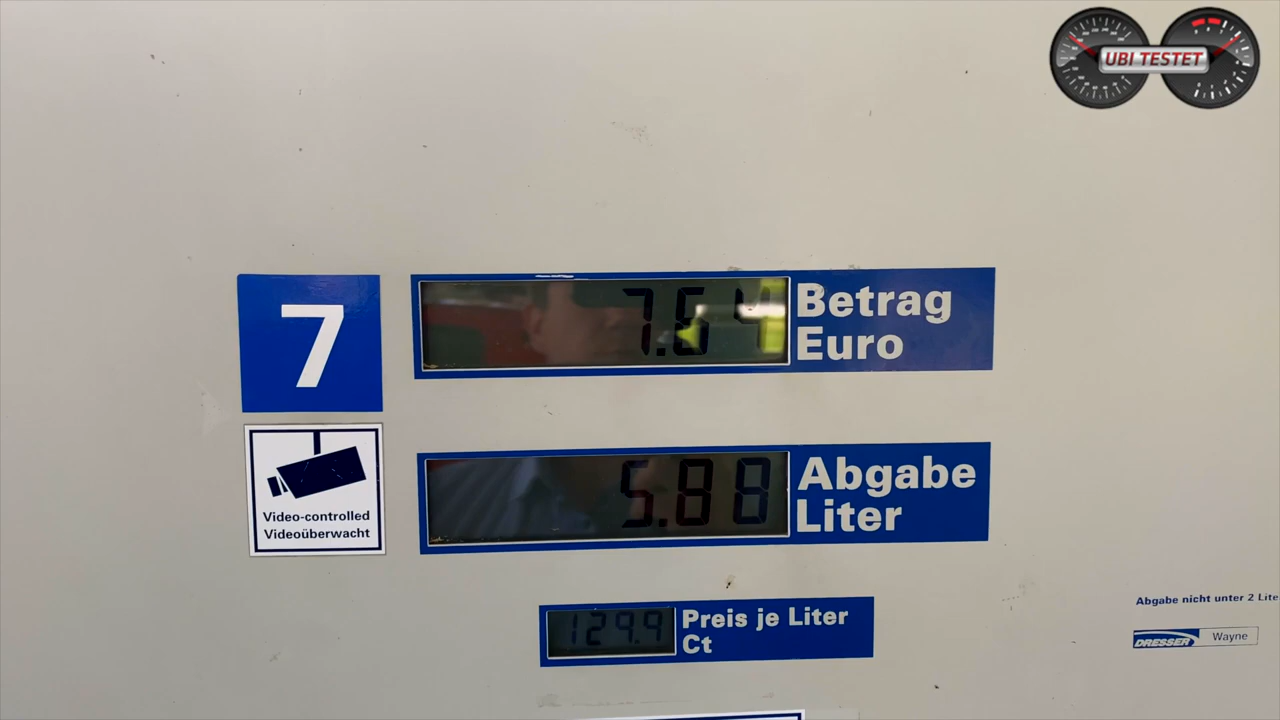 UBI TESTET
7
7.64
Betrag
Euro
5.88
Abgabe
Liter
Video-controlled
Videoüberwacht
129.9
Preis je Liter
Ct
Abgabe nicht unter 2 Lite
DRESSER Wayne